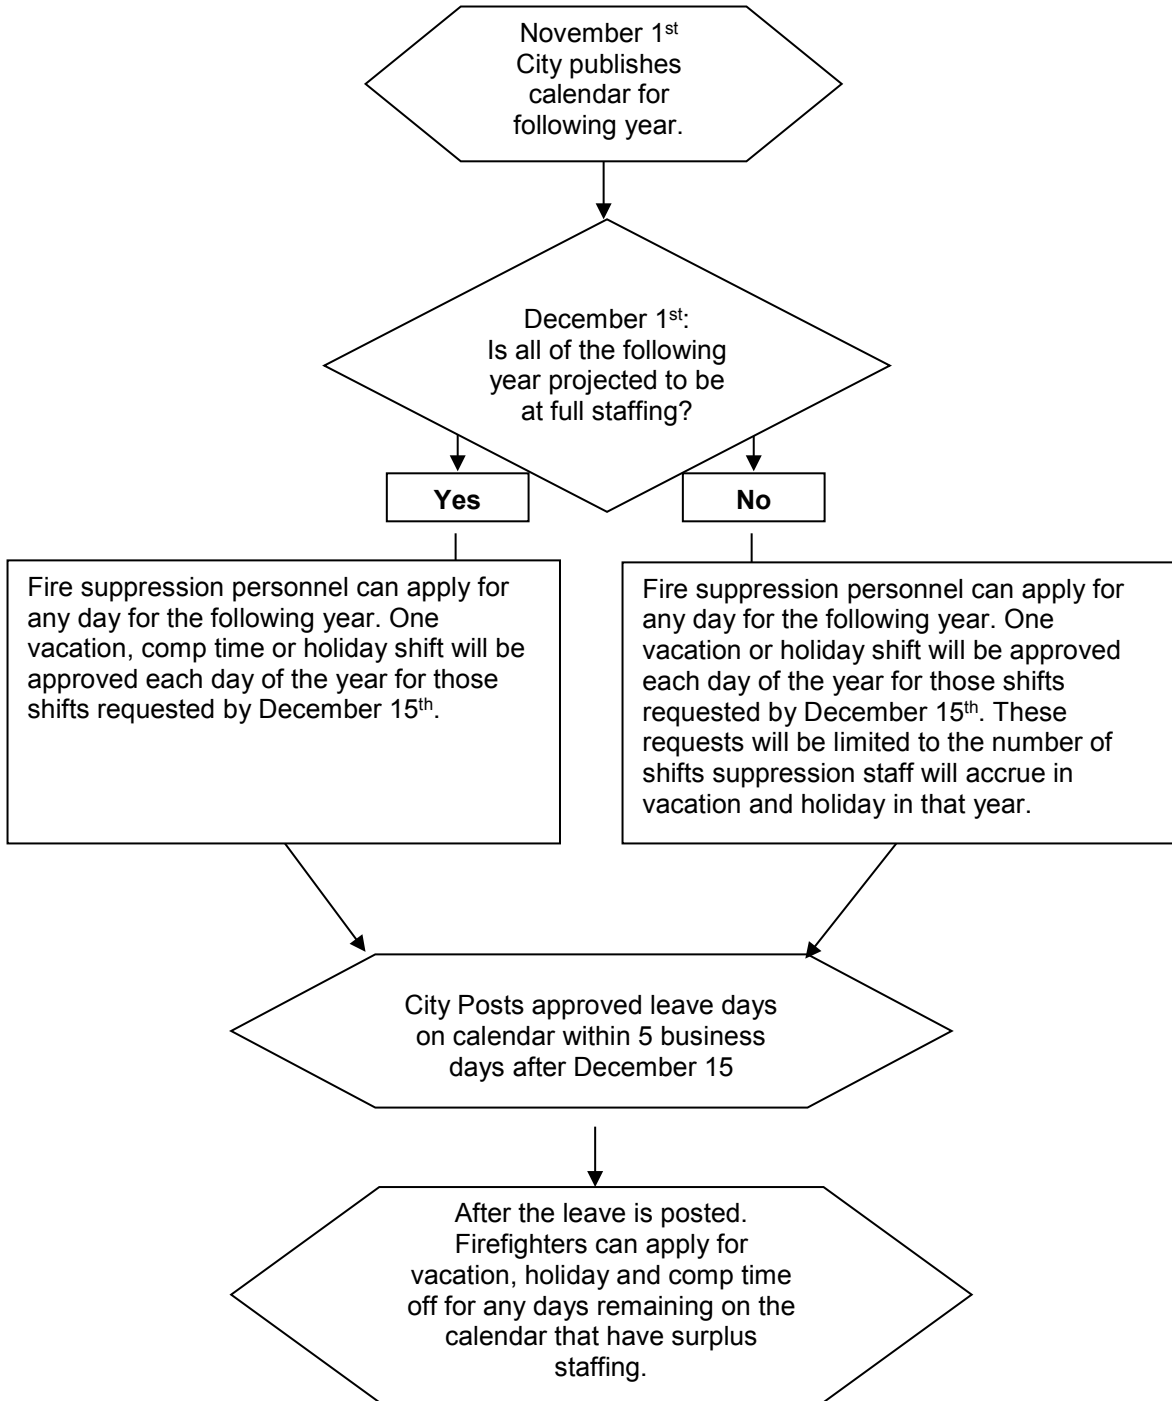 November 1st
City publishes
calendar for
following year.
December 1st:
Is all of the following
year projected to be
at full staffing?
Yes
No
Fire suppression personnel can apply for
any day for the following year. One
vacation, comp time or holiday shift will be
approved each day of the year for those
shifts requested by December 15th.
Fire suppression personnel can apply for
any day for the following year. One
vacation or holiday shift will be approved
each day of the year for those shifts
requested by December 15th. These
requests will be limited to the number of
shifts suppression staff will accrue in
vacation and holiday in that year.
City Posts approved leave days
on calendar within 5 business
days after December 15
After the leave is posted.
Firefighters can apply for
vacation, holiday and comp time
off for any days remaining on the
calendar that have surplus
staffing.